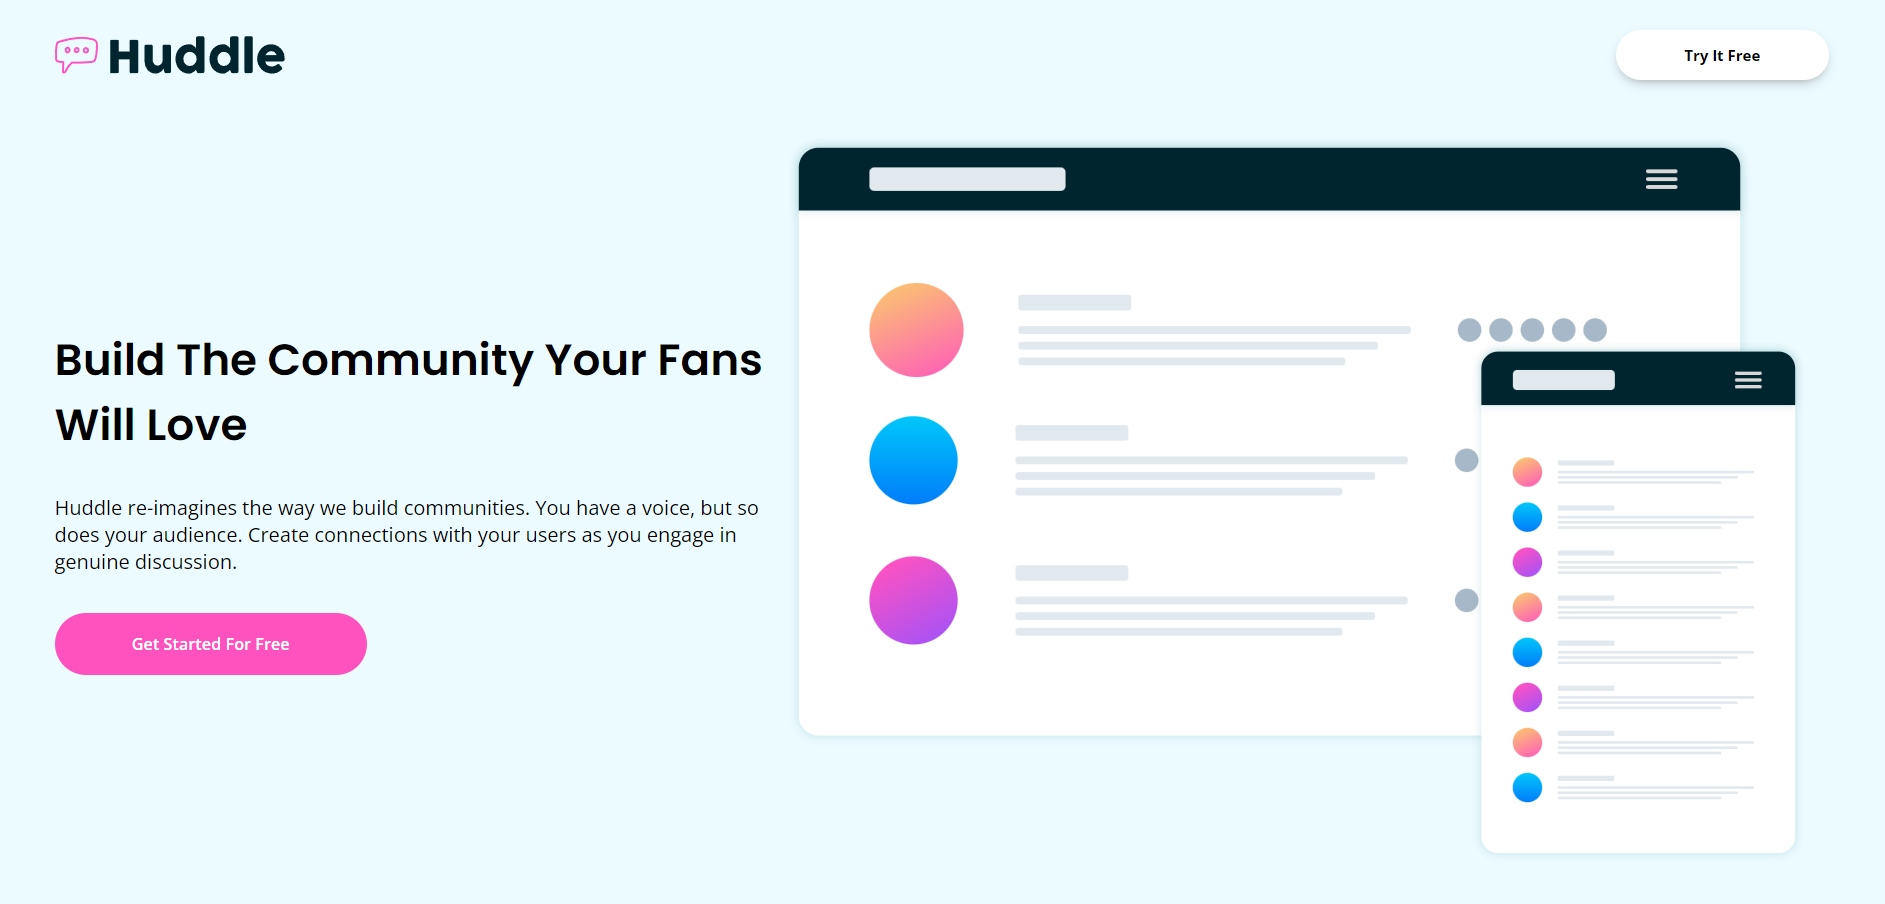 Huddle
Try It Free
Build The Community Your Fans
Will Love
Huddle re-imagines the way we build communities. You have a voice, but so
does your audience. Create connections with your users as you engage in
genuine discussion.
Get Started For Free